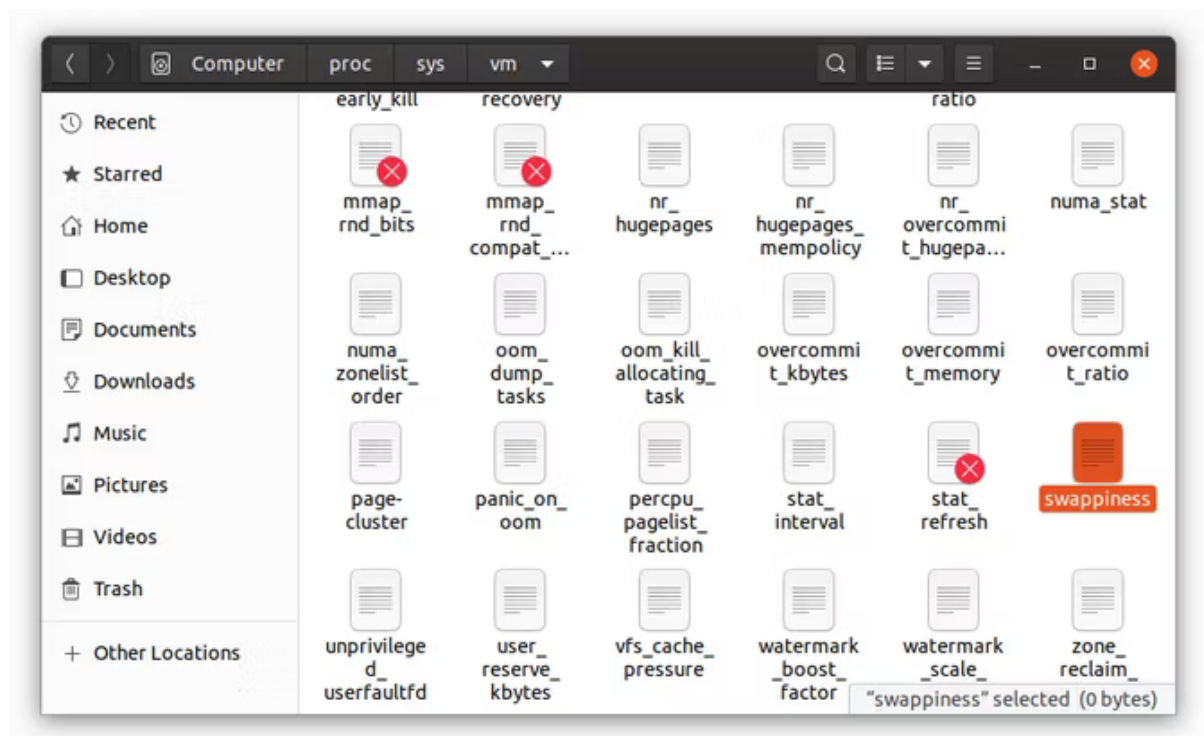 Computer proc sys vm
Recent
Starred
Home
Desktop
Documents
Downloads
Music
Pictures
Videos
Trash
Other Locations
early_kill recovery ratio
mmap_ mmap_ nr_ nr_ nr_ numa_stat
rnd_bits rnd_ hugepages hugepages_ overcommi
compat_... mempolicy t_hugepa...
numa_ oom_ oom_kill_ overcommi overcommi overcommi
zonelist_ dump_ allocating_ t_kbytes t_memory t_ratio
order tasks task
page- panic_on_ percpu_ stat_ stat_ swappiness
cluster oom pagelist_ interval refresh
fraction
unprivilege user_ vfs_cache_ watermark watermark zone_
d_ reserve_ pressure _boost_ _scale_ reclaim_
userfaultfd kbytes factor
"swappiness" selected (0 bytes)